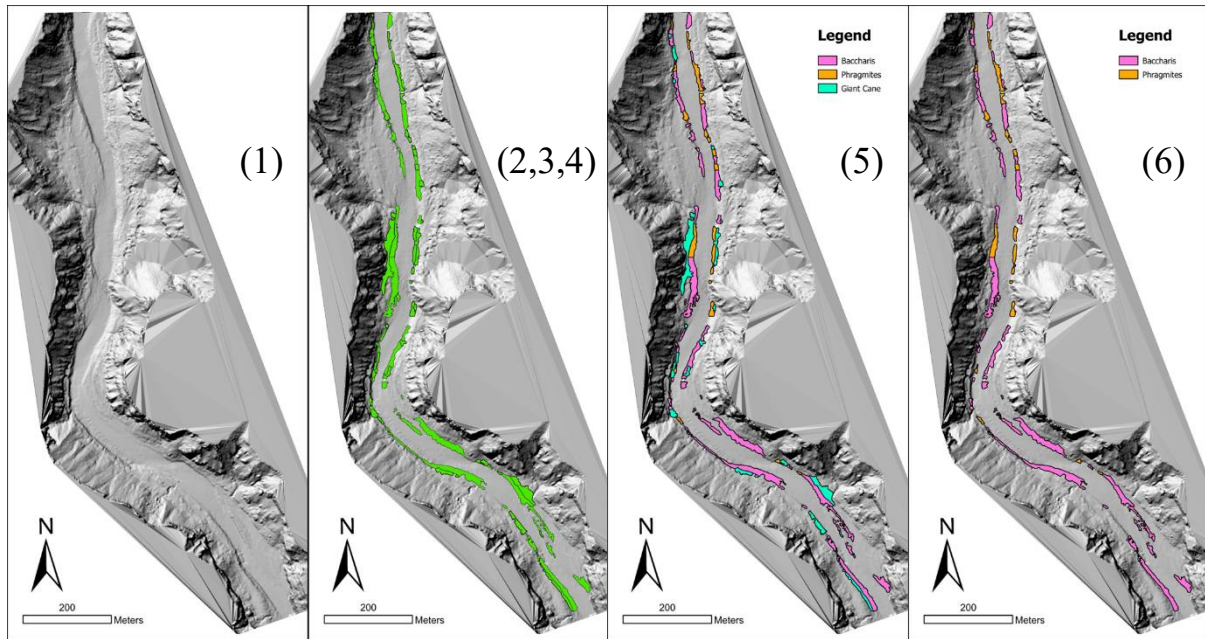 (1)
N
200
Meters
(2,3,4)
N
200
Meters
Legend
Baccharis
Phragmites
Giant Cane
(5)
N
200
Meters
Legend
Baccharis
Phragmites
(6)
N
200
Meters